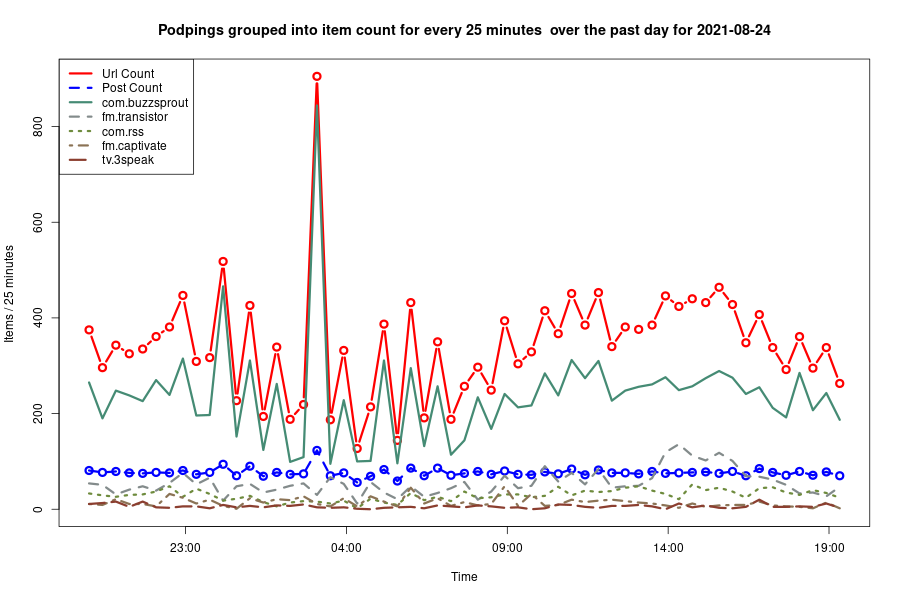 Podpings grouped into item count for every 25 minutes  over the past day for 2021-08-24
Url Count
Post Count
com.buzzsprout
fm.transistor
com.rss
fm.captivate
tv.3speak
Items / 25 minutes
800
600
400
200
0
23:00
04:00
09:00
14:00
19:00
Time